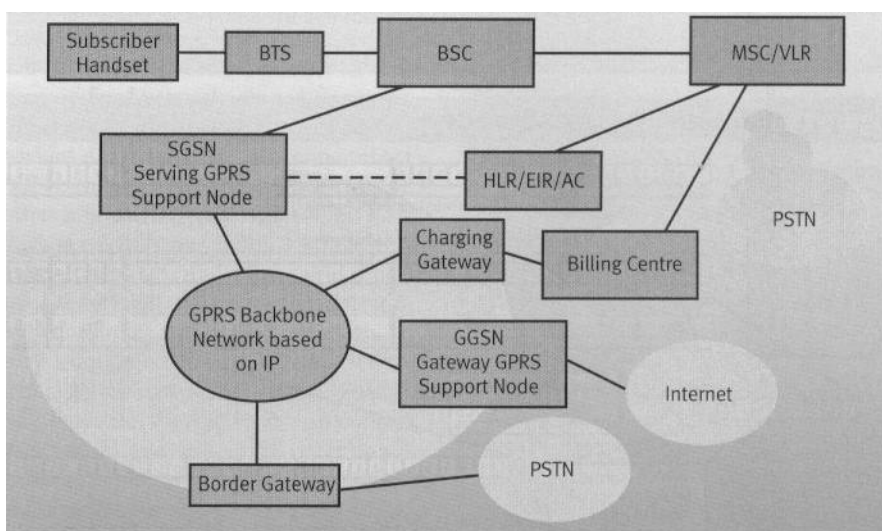 Subscriber
Handset
BTS
BSC
MSC/VLR
SGSN
Serving GPRS
Support Node
HLR/EIR/AC
PSTN
Charging
Gateway
Billing Centre
GPRS Backbone
Network based
on IP
GGSN
Gateway GPRS
Support Node
Internet
Border Gateway
PSTN